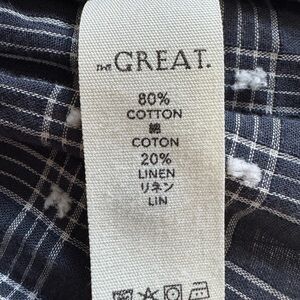 THE GREAT.
80%
COTTON
綿
COTON
20%
LINEN
リネン
LIN